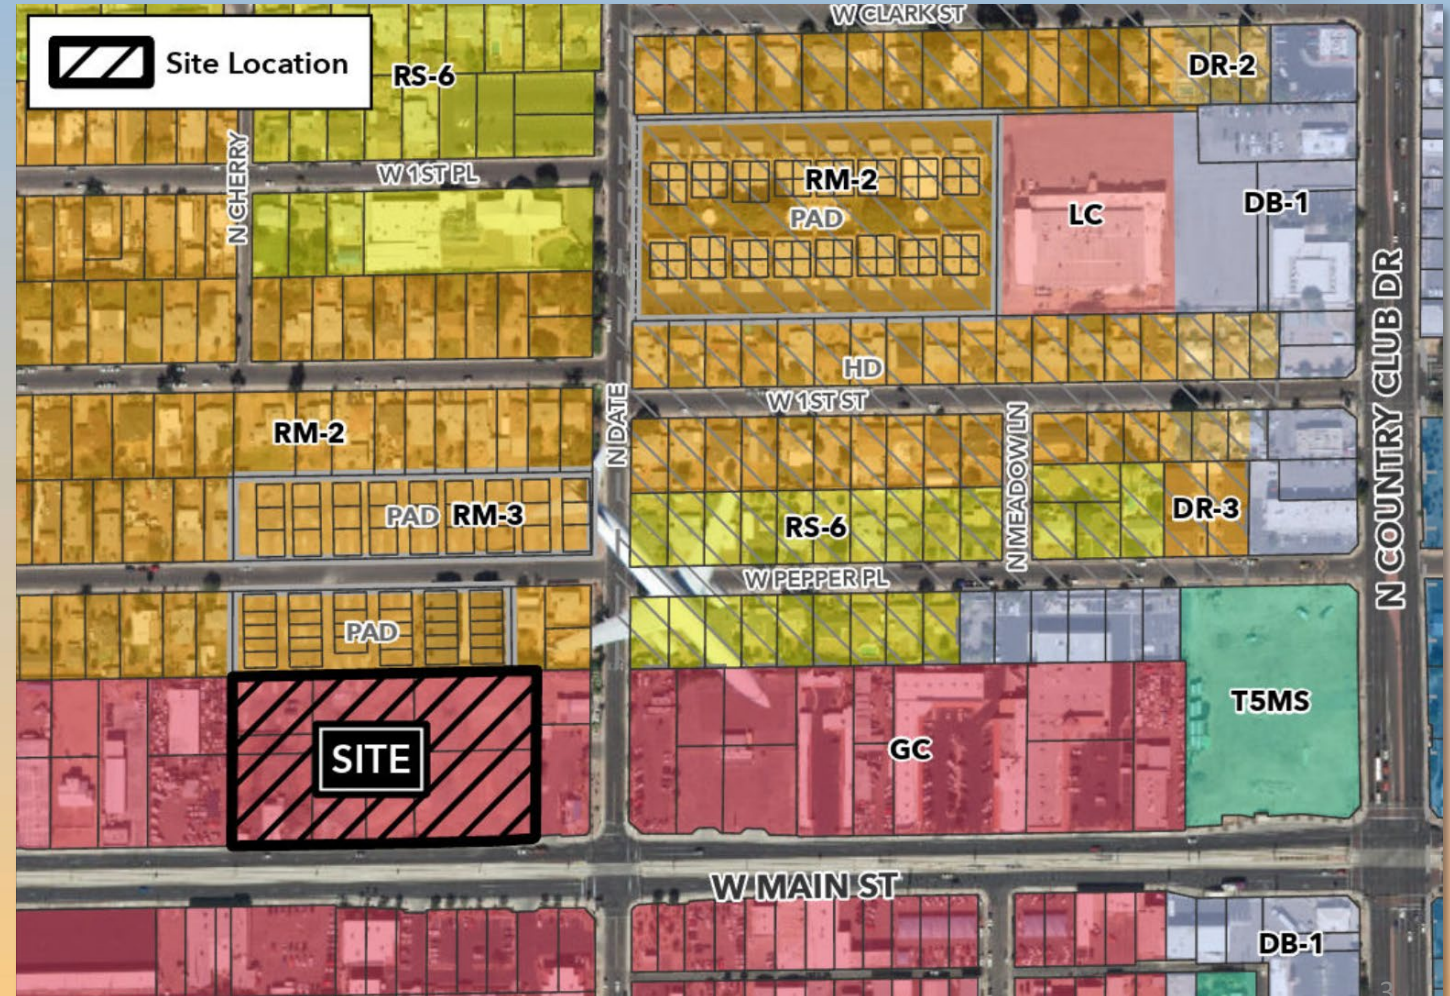 W CLARK ST
Site Location
RS-6
DR-2
N CHERRY
W 1ST PL
RM-2
PAD
LC
DB-1
HD
W 1ST ST
N DATE
N MEADOW LN
N COUNTRY CLUB DR
RM-2
PAD RM-3
RS-6
DR-3
W PEPPER PL
PAD
T5MS
SITE
GC
W MAIN ST
DB-1
3